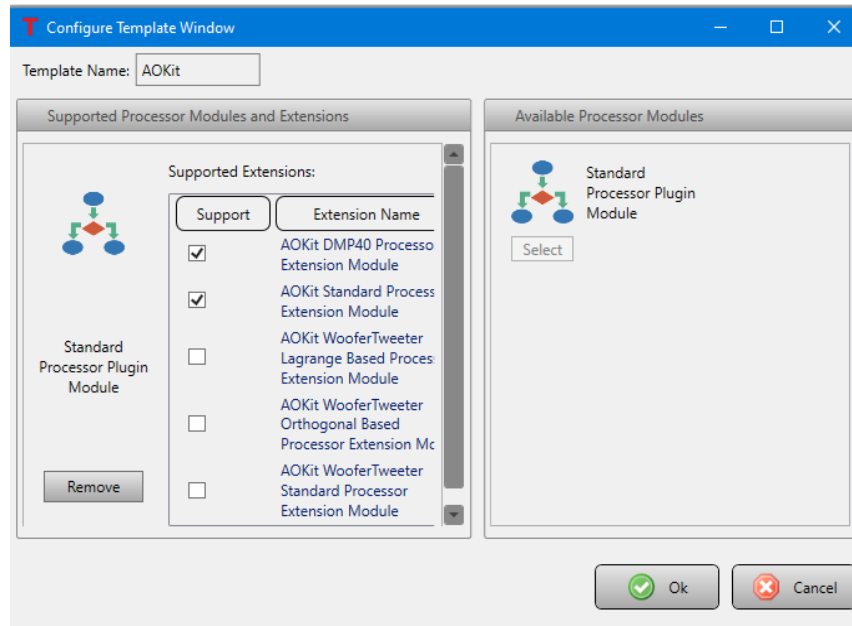 Configure Template Window
Template Name: AOKit
Supported Processor Modules and Extensions
Supported Extensions:
Support Extension Name
AOKit DMP40 Processo
Extension Module
AOKit Standard Process
Extension Module
AOKit WooferTweeter
Lagrange Based Proces
Extension Module
AOKit WooferTweeter
Orthogonal Based
Processor Extension Mc
AOKit WooferTweeter
Standard Processor
Extension Module
Standard
Processor Plugin
Module
Remove
Available Processor Modules
Standard
Processor Plugin
Module
Select
Ok
Cancel